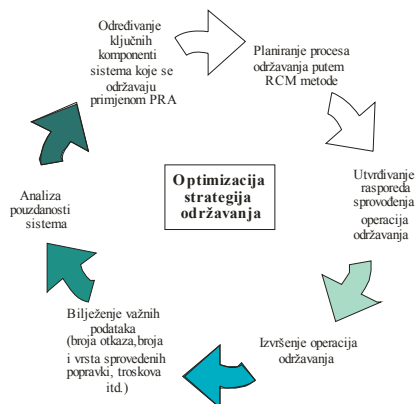 Određivanje
ključnih
komponenti
sistema koje se
održavaju
primjenom PRA
Planiranje procesa
održavanja putem
RCM metode
Utvrđivanje
rasporeda
sprovođenja
operacija
održavanja
Izvršenje operacija
održavanja
Bilježenje važnih
podataka
(broja otkaza,broja
i vrsta sprovedenih
popravki, troskova
itd.)
Analiza
pouzdanosti
sistema
Optimizacija
strategija
održavanja